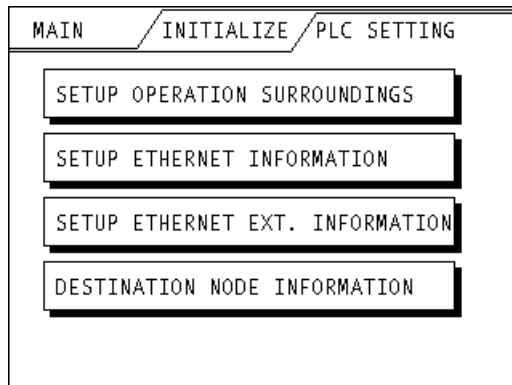 MAIN INITIALIZE PLC SETTING
SETUP OPERATION SURROUNDINGS
SETUP ETHERNET INFORMATION
SETUP ETHERNET EXT. INFORMATION
DESTINATION NODE INFORMATION